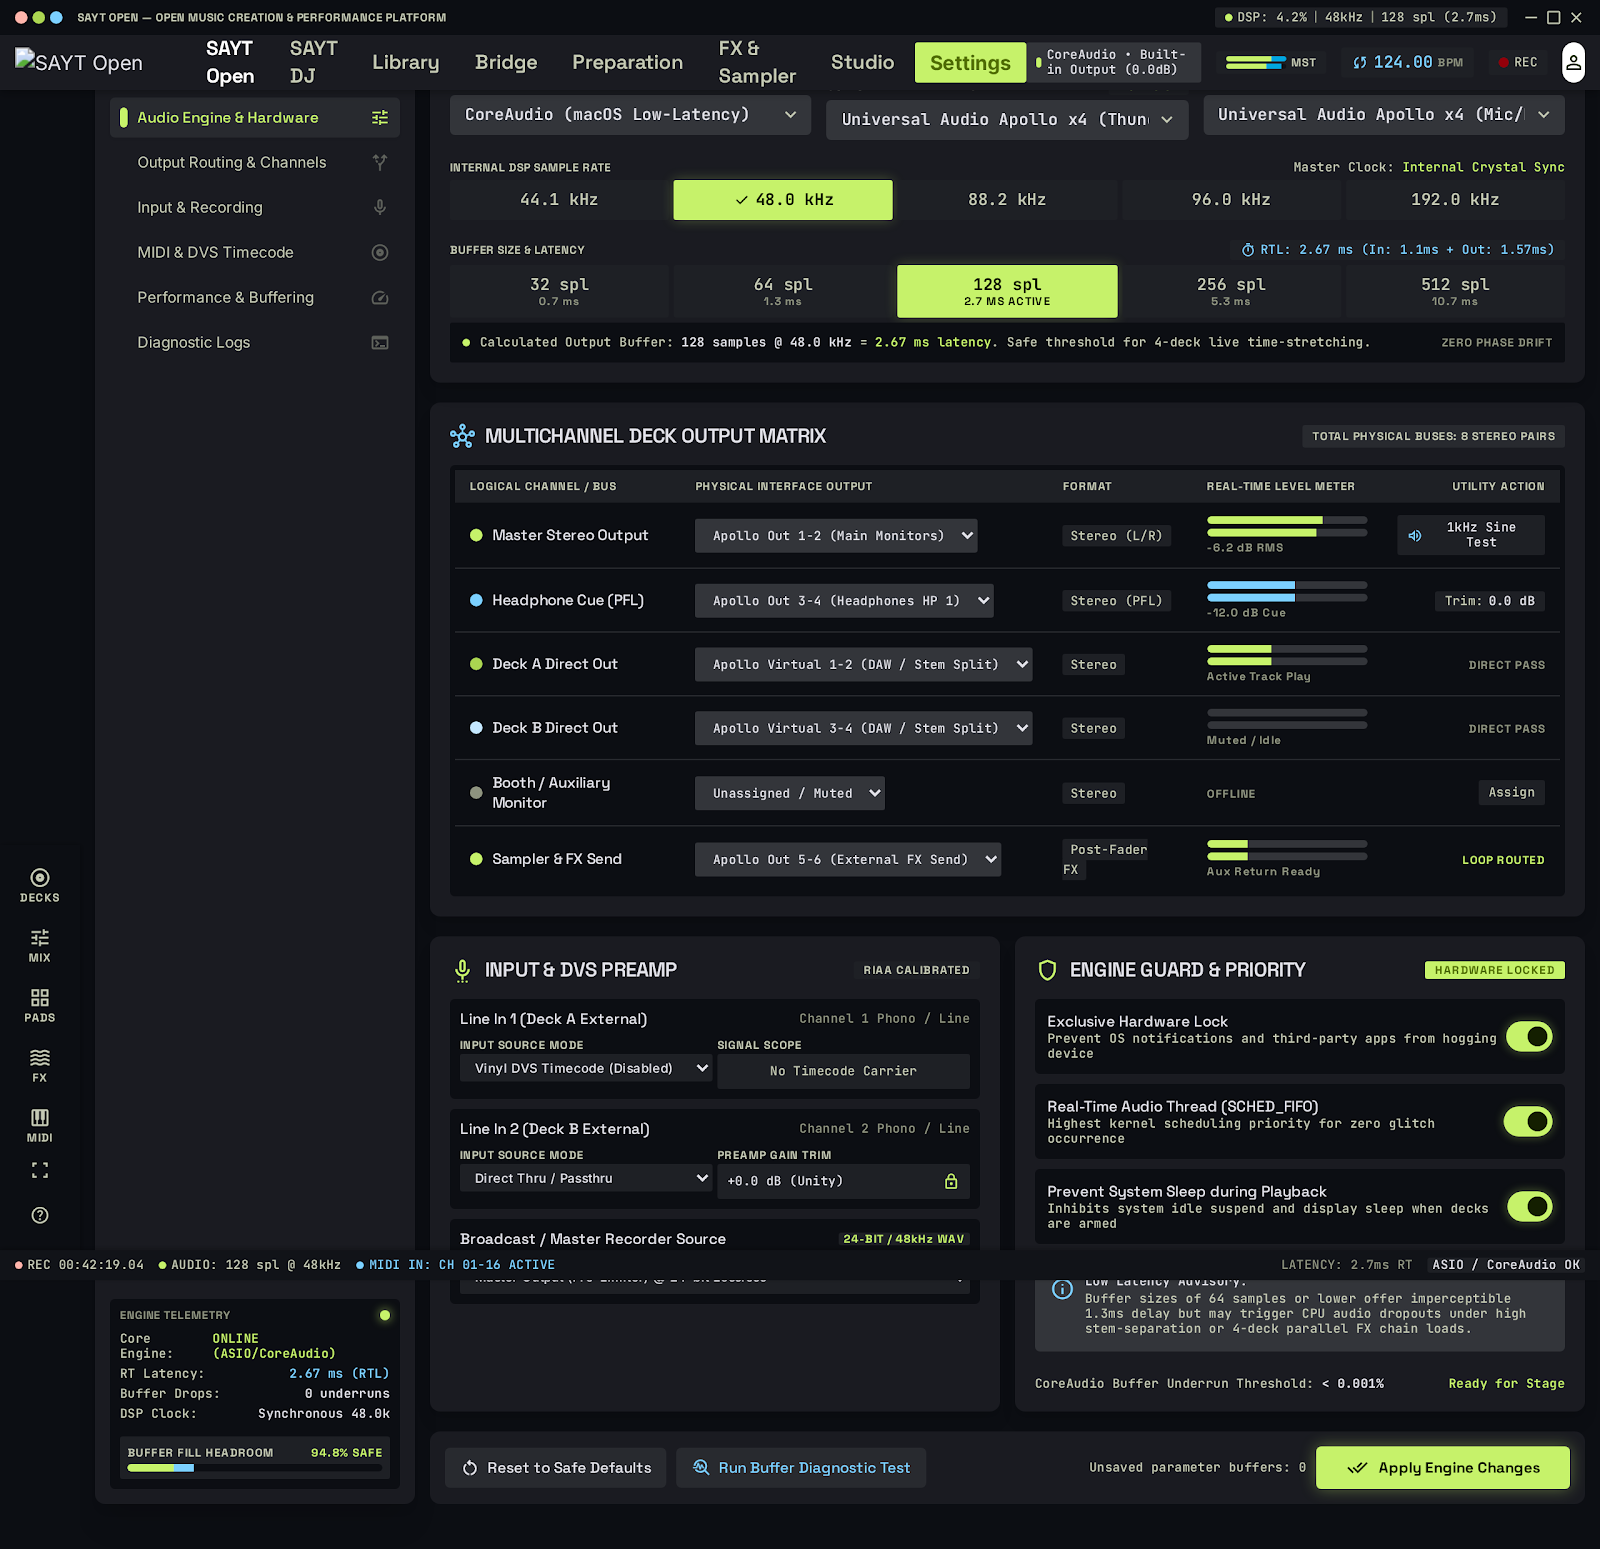 SAYT OPEN — OPEN MUSIC CREATION & PERFORMANCE PLATFORM
DSP: 4.2% | 48kHz | 128 spl (2.7ms)
SAYT Open
SAYT Open
SAYT DJ
Library
Bridge
Preparation
FX & Sampler
Studio
Settings
CoreAudio • Built-in Output (0.0dB)
MST
124.00 BPM
REC
Audio Engine & Hardware
Output Routing & Channels
Input & Recording
MIDI & DVS Timecode
Performance & Buffering
Diagnostic Logs
CoreAudio (macOS Low-Latency)
Universal Audio Apollo x4 (Thun
Universal Audio Apollo x4 (Mic/
INTERNAL DSP SAMPLE RATE
Master Clock: Internal Crystal Sync
44.1 kHz
48.0 kHz
88.2 kHz
96.0 kHz
192.0 kHz
BUFFER SIZE & LATENCY
RTL: 2.67 ms (In: 1.1ms + Out: 1.57ms)
32 spl
0.7 ms
64 spl
1.3 ms
128 spl
2.7 MS ACTIVE
256 spl
5.3 ms
512 spl
10.7 ms
Calculated Output Buffer: 128 samples @ 48.0 kHz = 2.67 ms latency. Safe threshold for 4-deck live time-stretching.
ZERO PHASE DRIFT
MULTICHANNEL DECK OUTPUT MATRIX
TOTAL PHYSICAL BUSES: 8 STEREO PAIRS
LOGICAL CHANNEL / BUS
PHYSICAL INTERFACE OUTPUT
FORMAT
REAL-TIME LEVEL METER
UTILITY ACTION
Master Stereo Output
Apollo Out 1-2 (Main Monitors)
Stereo (L/R)
-6.2 dB RMS
1kHz Sine Test
Headphone Cue (PFL)
Apollo Out 3-4 (Headphones HP 1)
Stereo (PFL)
-12.0 dB Cue
Trim: 0.0 dB
Deck A Direct Out
Apollo Virtual 1-2 (DAW / Stem Split)
Stereo
Active Track Play
DIRECT PASS
Deck B Direct Out
Apollo Virtual 3-4 (DAW / Stem Split)
Stereo
Muted / Idle
DIRECT PASS
Booth / Auxiliary Monitor
Unassigned / Muted
Stereo
OFFLINE
Assign
Sampler & FX Send
Apollo Out 5-6 (External FX Send)
Post-Fader FX
Aux Return Ready
LOOP ROUTED
DECKS
MIX
PADS
FX
MIDI
INPUT & DVS PREAMP
RIAA CALIBRATED
Line In 1 (Deck A External)
Channel 1 Phono / Line
INPUT SOURCE MODE
SIGNAL SCOPE
Vinyl DVS Timecode (Disabled)
No Timecode Carrier
Line In 2 (Deck B External)
Channel 2 Phono / Line
INPUT SOURCE MODE
PREAMP GAIN TRIM
Direct Thru / Passthru
+0.0 dB (Unity)
Broadcast / Master Recorder Source
24-BIT / 48kHz WAV
ENGINE GUARD & PRIORITY
HARDWARE LOCKED
Exclusive Hardware Lock
Prevent OS notifications and third-party apps from hogging device
Real-Time Audio Thread (SCHED_FIFO)
Highest kernel scheduling priority for zero glitch occurrence
Prevent System Sleep during Playback
Inhibits system idle suspend and display sleep when decks are armed
REC 00:42:19.04
AUDIO: 128 spl @ 48kHz
MIDI IN: CH 01-16 ACTIVE
LATENCY: 2.7ms RT
ASIO / CoreAudio OK
Low Latency Advisory:
Buffer sizes of 64 samples or lower offer imperceptible
1.3ms delay but may trigger CPU audio dropouts under high
stem-separation or 4-deck parallel FX chain loads.
CoreAudio Buffer Underrun Threshold: < 0.001%
Ready for Stage
ENGINE TELEMETRY
Core Engine:
ONLINE (ASIO/CoreAudio)
RT Latency:
2.67 ms (RTL)
Buffer Drops:
0 underruns
DSP Clock:
Synchronous 48.0k
BUFFER FILL HEADROOM
94.8% SAFE
Reset to Safe Defaults
Run Buffer Diagnostic Test
Unsaved parameter buffers: 0
Apply Engine Changes